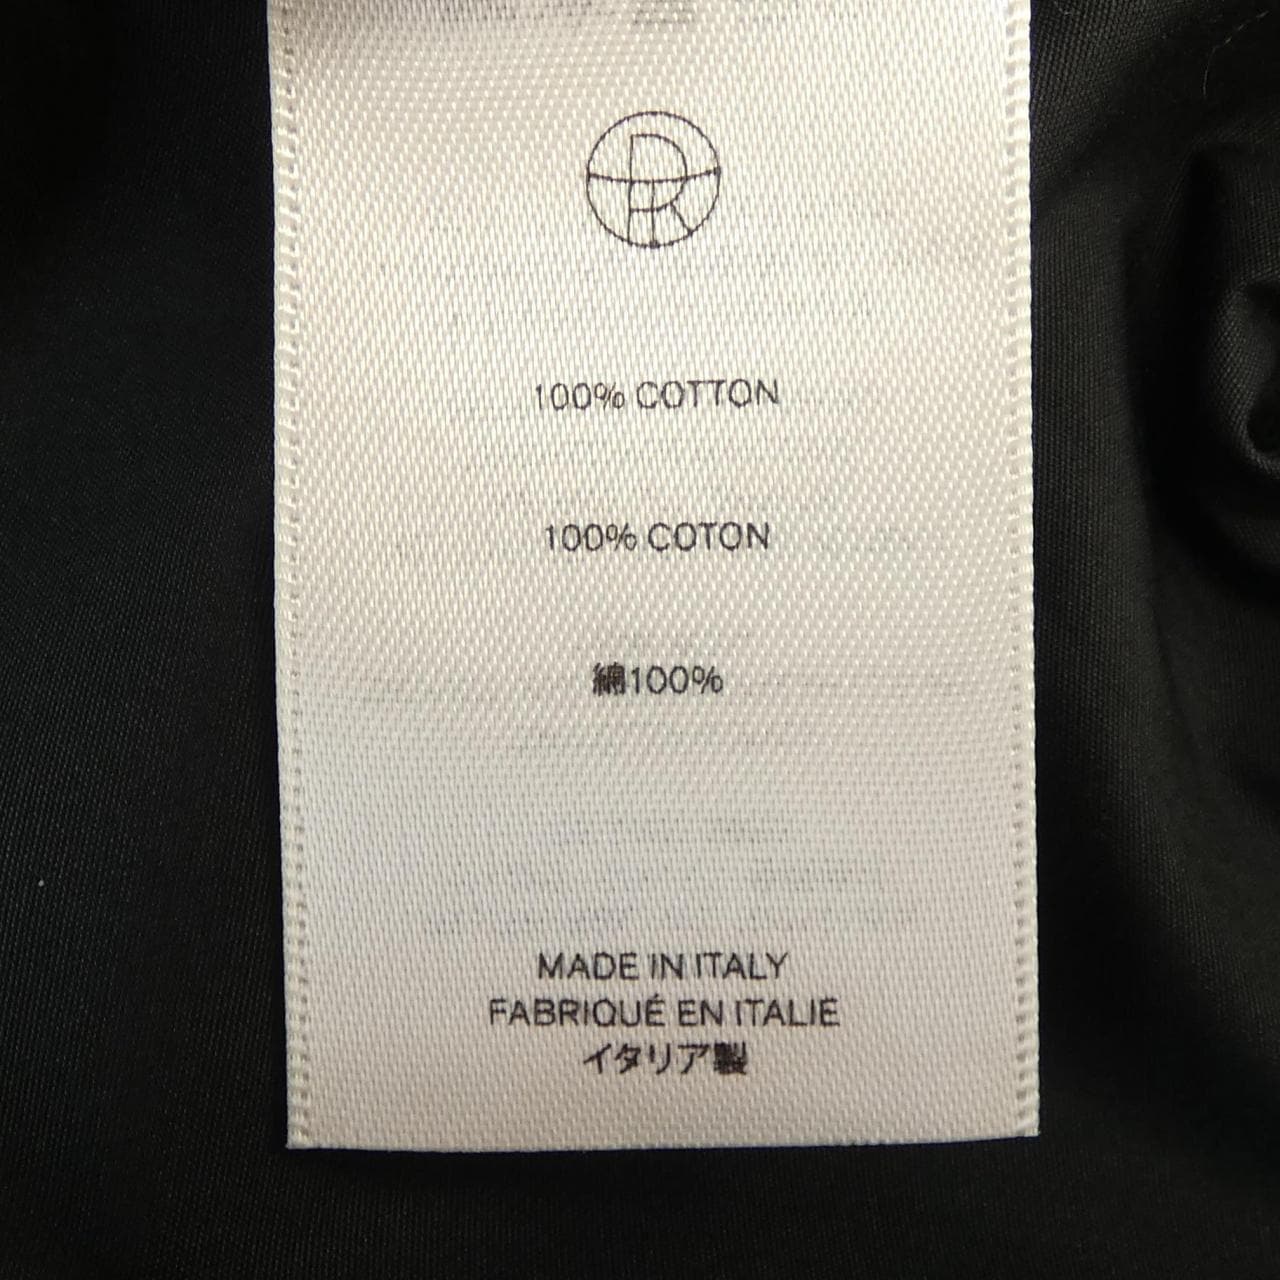 100% COTTON
100% COTON
綿100%
MADE IN ITALY
FABRIQUÉ EN ITALIE
イタリア製